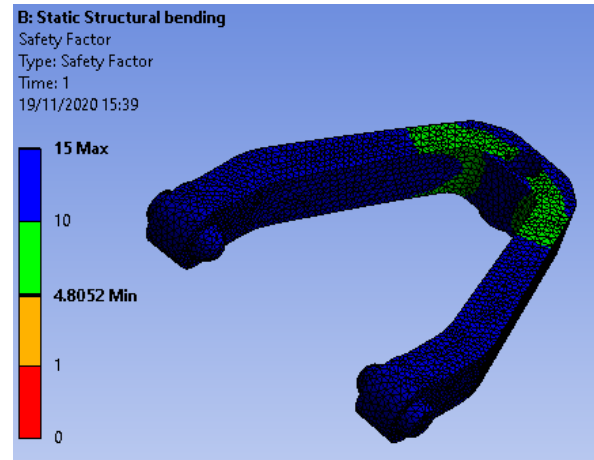 B: Static Structural bending
Safety Factor
Type: Safety Factor
Time: 1
19/11/2020 15:39
15 Max
10
4.8052 Min
1
0